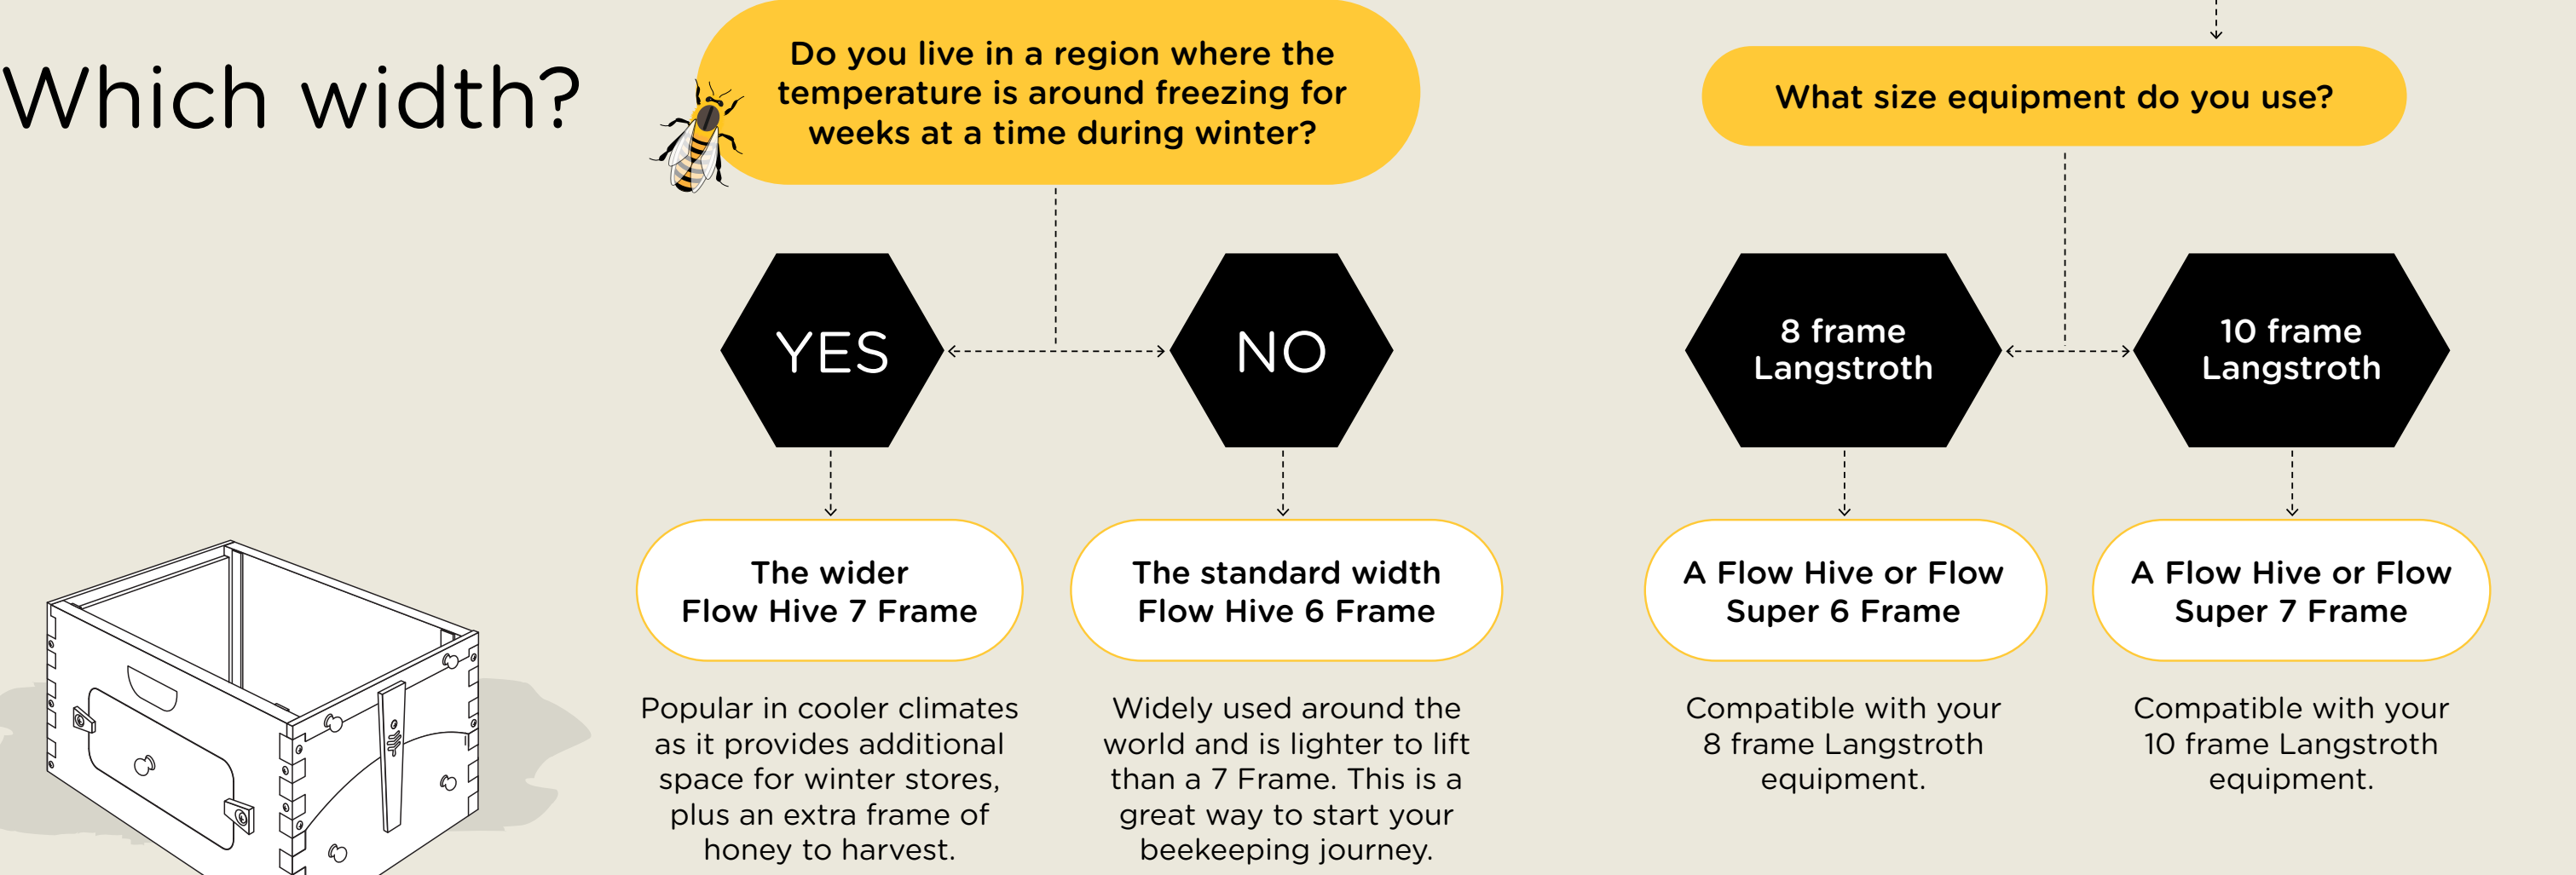 Which width?
Do you live in a region where the
temperature is around freezing for
weeks at a time during winter?
YES
NO
The wider
Flow Hive 7 Frame
Popular in cooler climates
as it provides additional
space for winter stores,
plus an extra frame of
honey to harvest.
The standard width
Flow Hive 6 Frame
Widely used around the
world and is lighter to lift
than a 7 Frame. This is a
great way to start your
beekeeping journey.
What size equipment do you use?
8 frame
Langstroth
10 frame
Langstroth
A Flow Hive or Flow
Super 6 Frame
Compatible with your
8 frame Langstroth
equipment.
A Flow Hive or Flow
Super 7 Frame
Compatible with your
10 frame Langstroth
equipment.